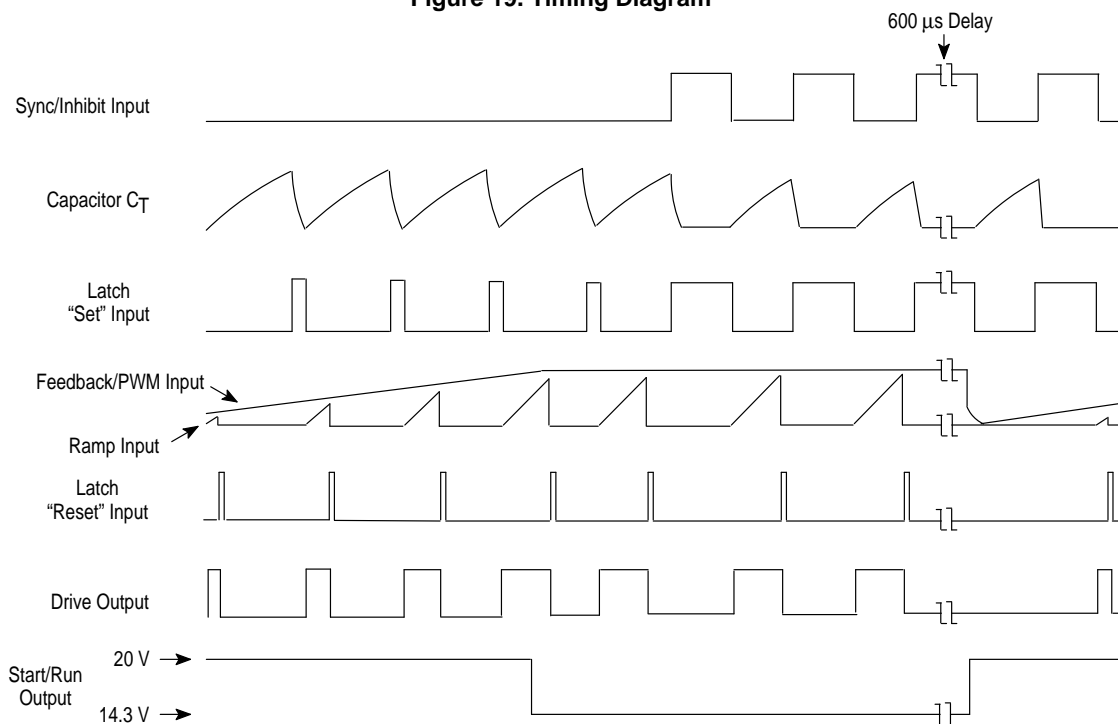 Figure 19. Timing Diagram
600 µs Delay
Sync/Inhibit Input
Capacitor CT
Latch
“Set” Input
Feedback/PWM Input
Ramp Input
Latch
“Reset” Input
Drive Output
20 V
Start/Run
Output
14.3 V